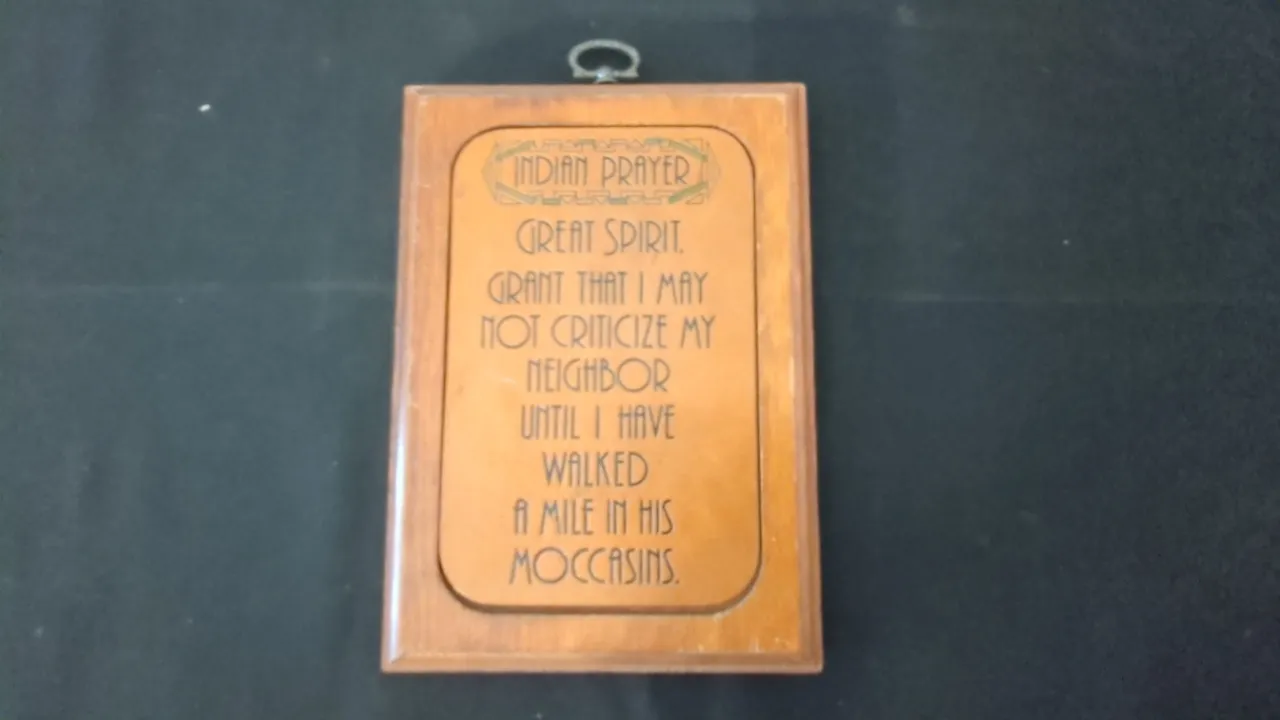 INDIAN PRAYER
GREAT SPIRIT,
GRANT THAT I MAY
NOT CRITICIZE MY
NEIGHBOR
UNTIL I HAVE
WALKED
A MILE IN HIS
MOCCASINS.